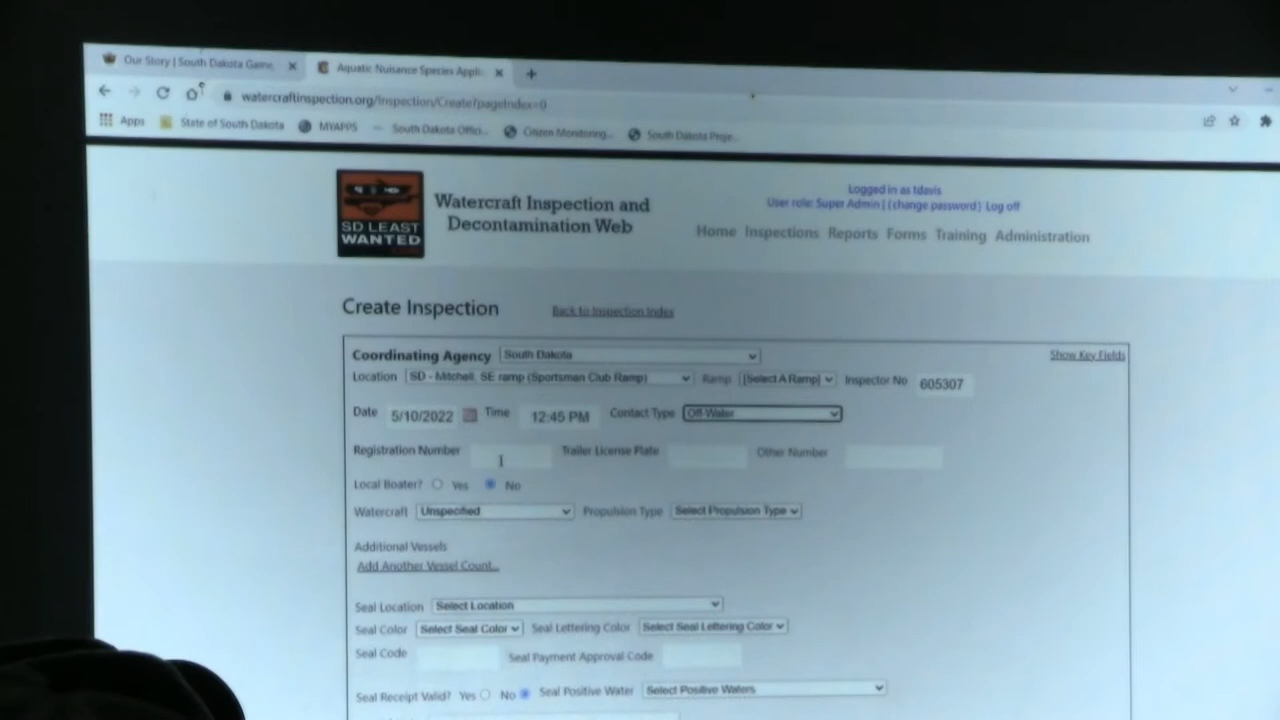 Our Story | South Dakota Game, Aquatic Nuisance Species Appli
watercraftinspection.org/Inspection/Create?pageIndex=0
Apps State of South Dakota MYAPPS South Dakota Offici... Citizen Monitoring... South Dakota Proje...
SD LEAST
WANTED
Watercraft Inspection and
Decontamination Web
Logged in as tdavis
User role: Super Admin | (change password) Log off
Home Inspections Reports Forms Training Administration
Create Inspection Back to Inspection Index
Coordinating Agency South Dakota Show Key Fields
Location SD - Mitchell, SE ramp (Sportsman Club Ramp) Ramp [Select A Ramp] Inspector No 605307
Date 5/10/2022 Time 12:45 PM Contact Type Off-Water
Registration Number Trailer License Plate Other Number
Local Boater? Yes No
Watercraft Unspecified Propulsion Type Select Propulsion Type
Additional Vessels
Add Another Vessel Count...
Seal Location Select Location
Seal Color Select Seal Color Seal Lettering Color Select Seal Lettering Color
Seal Code Seal Payment Approval Code
Seal Receipt Valid? Yes No Seal Positive Water Select Positive Waters